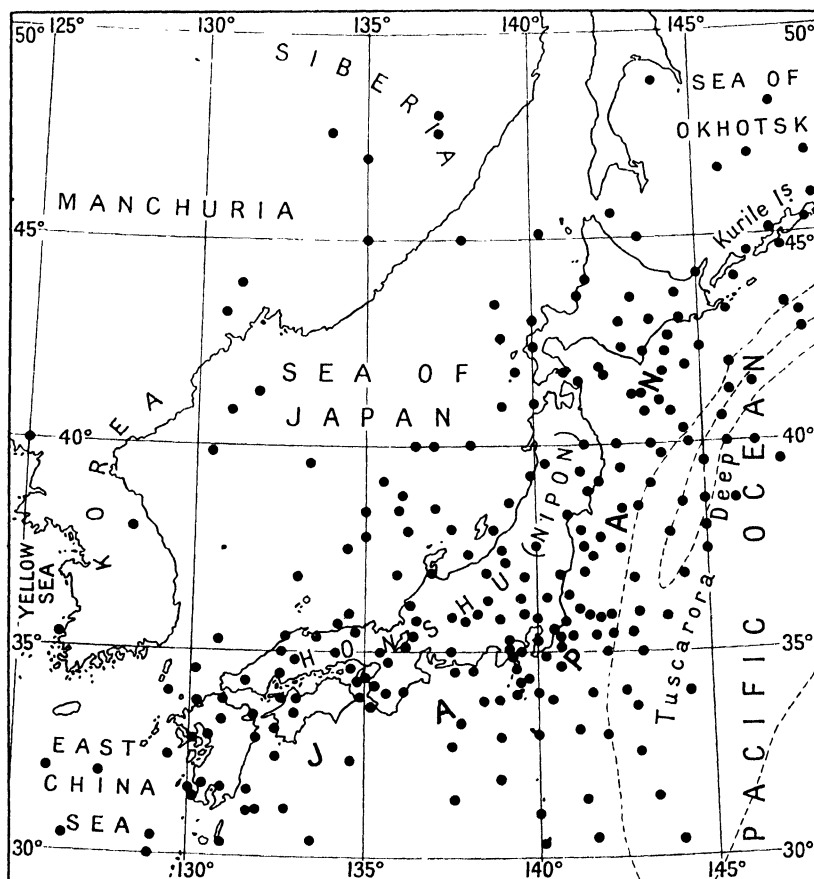 50° 125° 130° 135° 140° 145° 50°
SIBERIA
SEA OF
OKHOTSK
MANCHURIA
Kurile Is
45° 45°
SEA OF
JAPAN
KOREA
40° 40°
YELLOW
SEA
HONSHU
(NIPON)
JAPAN
Tuscarora Deep
PACIFIC OCEAN
35° 35°
EAST
CHINA
SEA
30° 30°
130° 135° 140° 145°